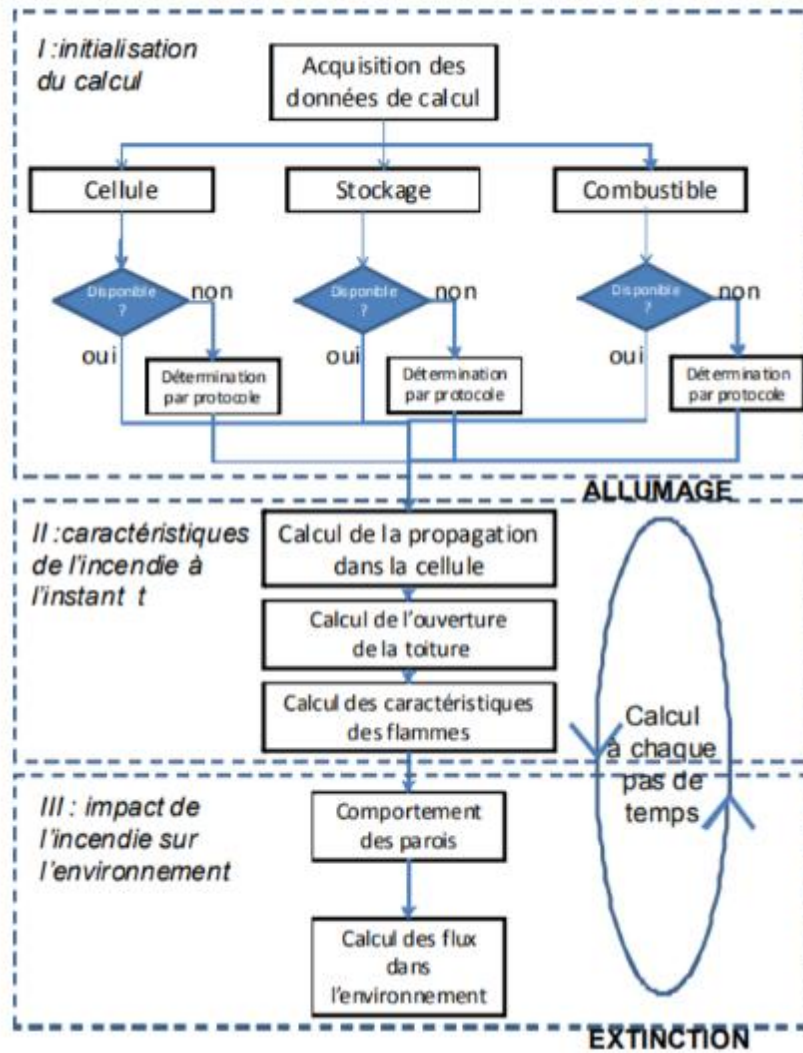 I :initialisation
du calcul
Acquisition des
données de calcul
Cellule
Stockage
Combustible
Disponible
?
non
oui
Disponible
?
non
oui
Disponible
?
non
oui
Détermination
par protocole
Détermination
par protocole
Détermination
par protocole
ALLUMAGE
II :caractéristiques
de l'incendie à
l'instant t
Calcul de la propagation
dans la cellule
Calcul de l'ouverture
de la toiture
Calcul des caractéristiques
des flammes
Calcul
à chaque
pas de
temps
III : impact de
l'incendie sur
l'environnement
Comportement
des parois
Calcul des flux
dans
l'environnement
EXTINCTION